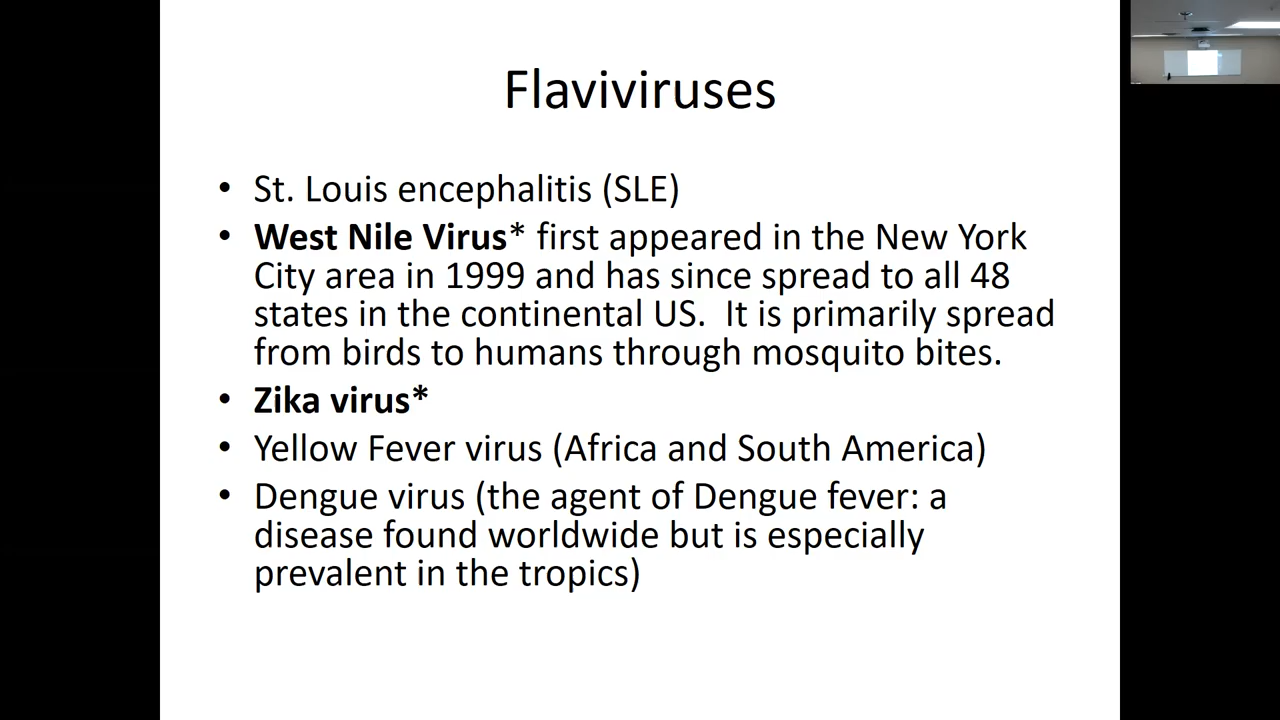 Flaviviruses
• St. Louis encephalitis (SLE)
• West Nile Virus* first appeared in the New York
City area in 1999 and has since spread to all 48
states in the continental US.  It is primarily spread
from birds to humans through mosquito bites.
• Zika virus*
• Yellow Fever virus (Africa and South America)
• Dengue virus (the agent of Dengue fever: a
disease found worldwide but is especially
prevalent in the tropics)